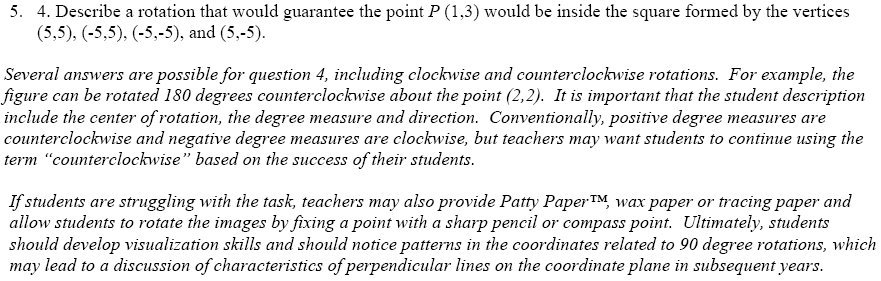 5. 4. Describe a rotation that would guarantee the point P (1,3) would be inside the square formed by the vertices
(5,5), (-5,5), (-5,-5), and (5,-5).
Several answers are possible for question 4, including clockwise and counterclockwise rotations. For example, the
figure can be rotated 180 degrees counterclockwise about the point (2,2). It is important that the student description
include the center of rotation, the degree measure and direction. Conventionally, positive degree measures are
counterclockwise and negative degree measures are clockwise, but teachers may want students to continue using the
term “counterclockwise” based on the success of their students.
If students are struggling with the task, teachers may also provide Patty Paper™, wax paper or tracing paper and
allow students to rotate the images by fixing a point with a sharp pencil or compass point. Ultimately, students
should develop visualization skills and should notice patterns in the coordinates related to 90 degree rotations, which
may lead to a discussion of characteristics of perpendicular lines on the coordinate plane in subsequent years.